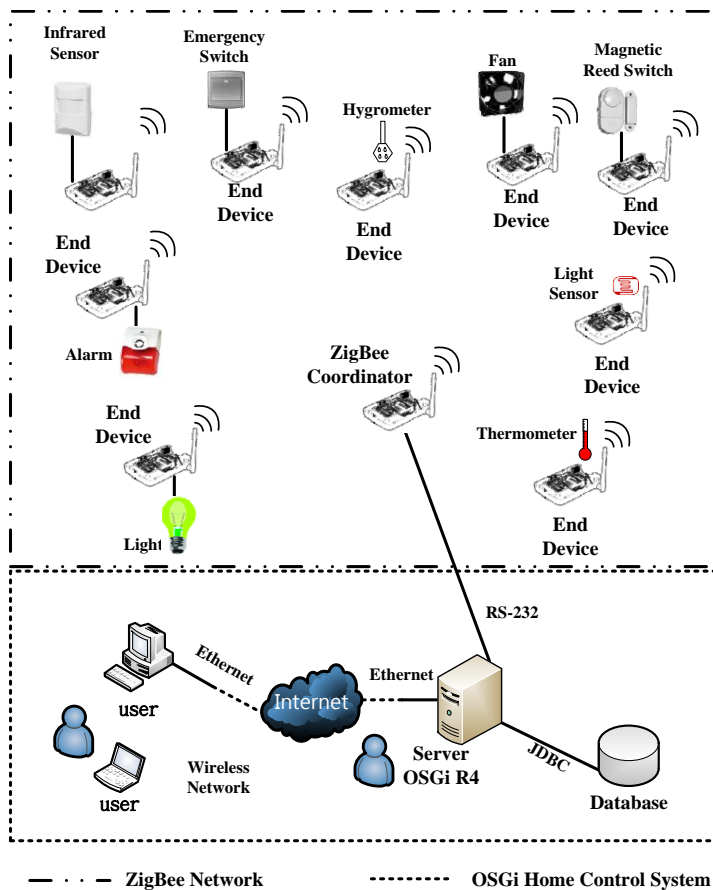 Infrared
Sensor
Emergency
Switch
Fan
Magnetic
Reed Switch
Hygrometer
End
Device
End
Device
End
Device
End
Device
End
Device
Alarm
Light
Sensor
End
Device
ZigBee
Coordinator
End
Device
Light
Thermometer
End
Device
RS-232
Ethernet
Ethernet
Internet
user
user
Wireless
Network
Server
OSGi R4
JDBC
Database
ZigBee Network
OSGi Home Control System